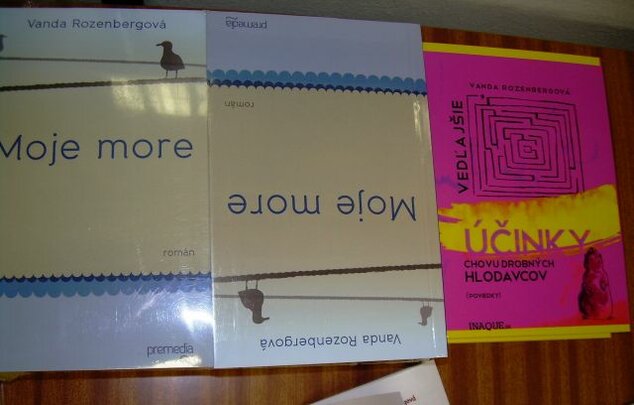 Vanda Rozenbergová
Moje more
román
premedia
premedia
román
Moje more
Vanda Rozenbergová
VANDA ROZENBERGOVÁ
VEDĽAJŠIE
ÚČINKY
CHOVU DROBNÝCH
HLODAVCOV
(POVIEDKY)
INAQUE.SK